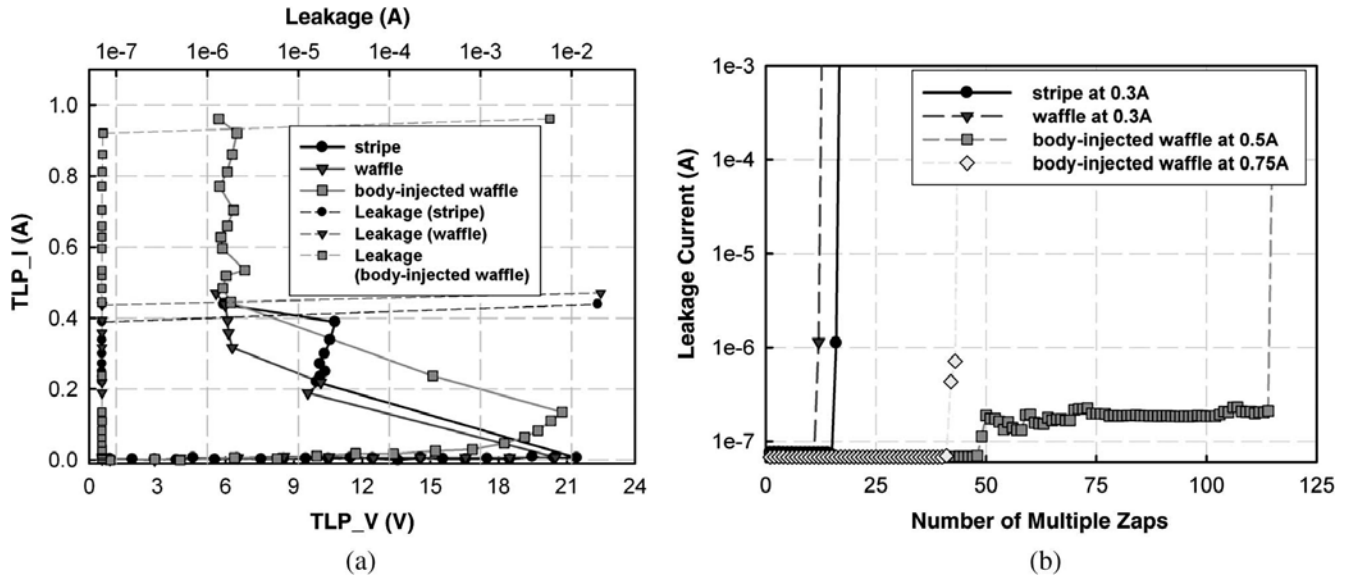 Leakage (A)
1e-7 1e-6 1e-5 1e-4 1e-3 1e-2
1.0
0.8
0.6
0.4
0.2
0.0
TLP_I (A)
stripe
waffle
body-injected waffle
Leakage (stripe)
Leakage (waffle)
Leakage
(body-injected waffle)
0 3 6 9 12 15 18 21 24
TLP_V (V)
(a)
1e-3
1e-4
1e-5
1e-6
1e-7
Leakage Current (A)
stripe at 0.3A
waffle at 0.3A
body-injected waffle at 0.5A
body-injected waffle at 0.75A
0 25 50 75 100 125
Number of Multiple Zaps
(b)